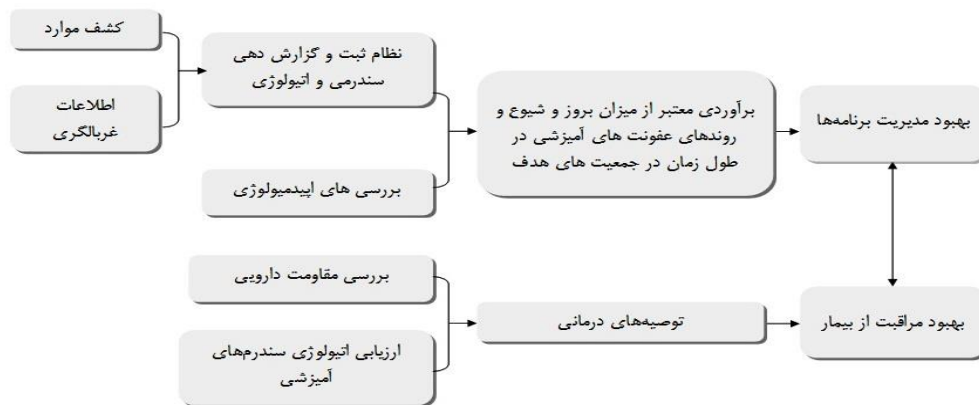 کشف موارد
اطلاعات
غربالگری
نظام ثبت و گزارش دهی
سندرمی و اتیولوژی
بررسی های اپیدمیولوژی
برآوردی معتبر از میزان بروز و شیوع و
روندهای عفونت های آمیزشی در
طول زمان در جمعیت های هدف
بهبود مدیریت برنامه‌ها
بررسی مقاومت دارویی
ارزیابی اتیولوژی سندرم‌های
آمیزشی
توصیه‌های درمانی
بهبود مراقبت از بیمار